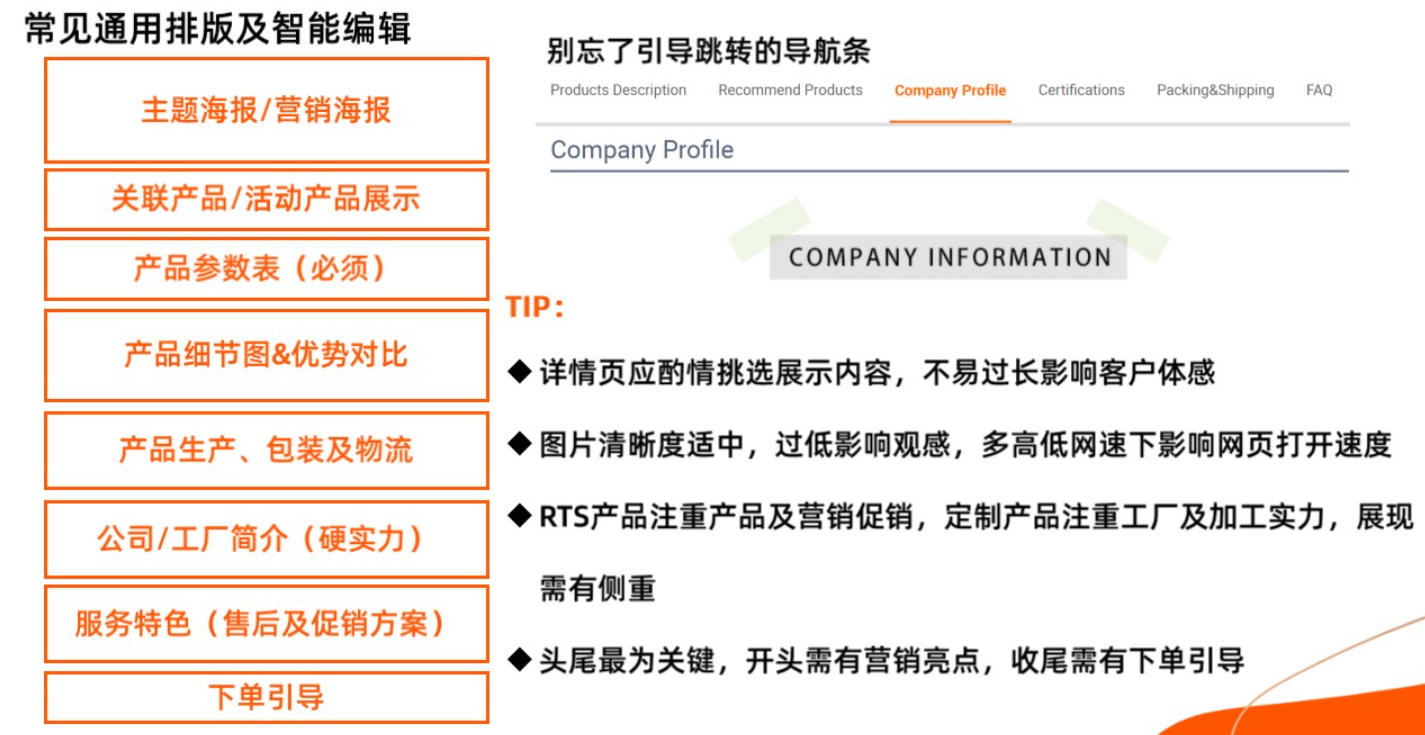 常见通用排版及智能编辑
主题海报/营销海报
关联产品/活动产品展示
产品参数表（必须）
产品细节图&优势对比
产品生产、包装及物流
公司/工厂简介（硬实力）
服务特色（售后及促销方案）
下单引导
别忘了引导跳转的导航条
Products Description Recommend Products Company Profile Certifications Packing&Shipping FAQ
Company Profile
COMPANY INFORMATION
TIP：
◆ 详情页应酌情挑选展示内容，不易过长影响客户体感
◆ 图片清晰度适中，过低影响观感，多高低网速下影响网页打开速度
◆ RTS产品注重产品及营销促销，定制产品注重工厂及加工实力，展现
需有侧重
◆ 头尾最为关键，开头需有营销亮点，收尾需有下单引导